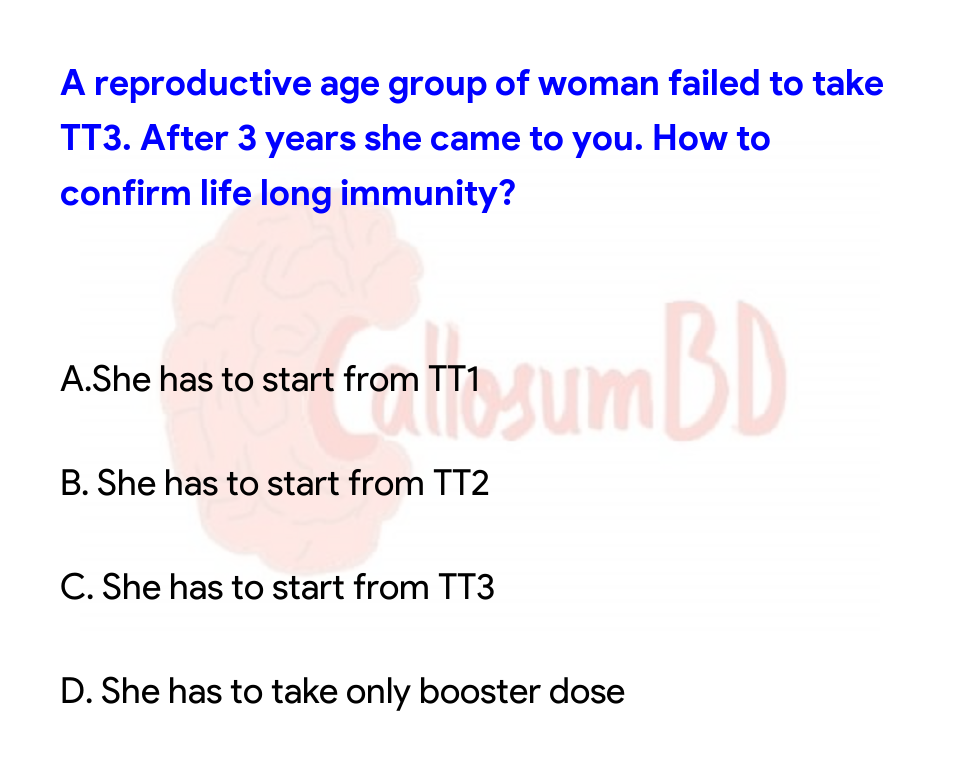 A reproductive age group of woman failed to take
TT3. After 3 years she came to you. How to
confirm life long immunity?
CallosumBD
A.She has to start from TT1
B. She has to start from TT2
C. She has to start from TT3
D. She has to take only booster dose